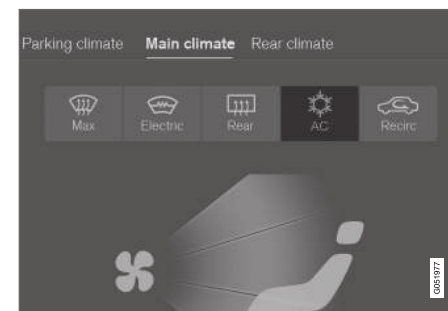 Parking climate Main climate Rear climate
Max Electric Rear AC Recirc
G051977